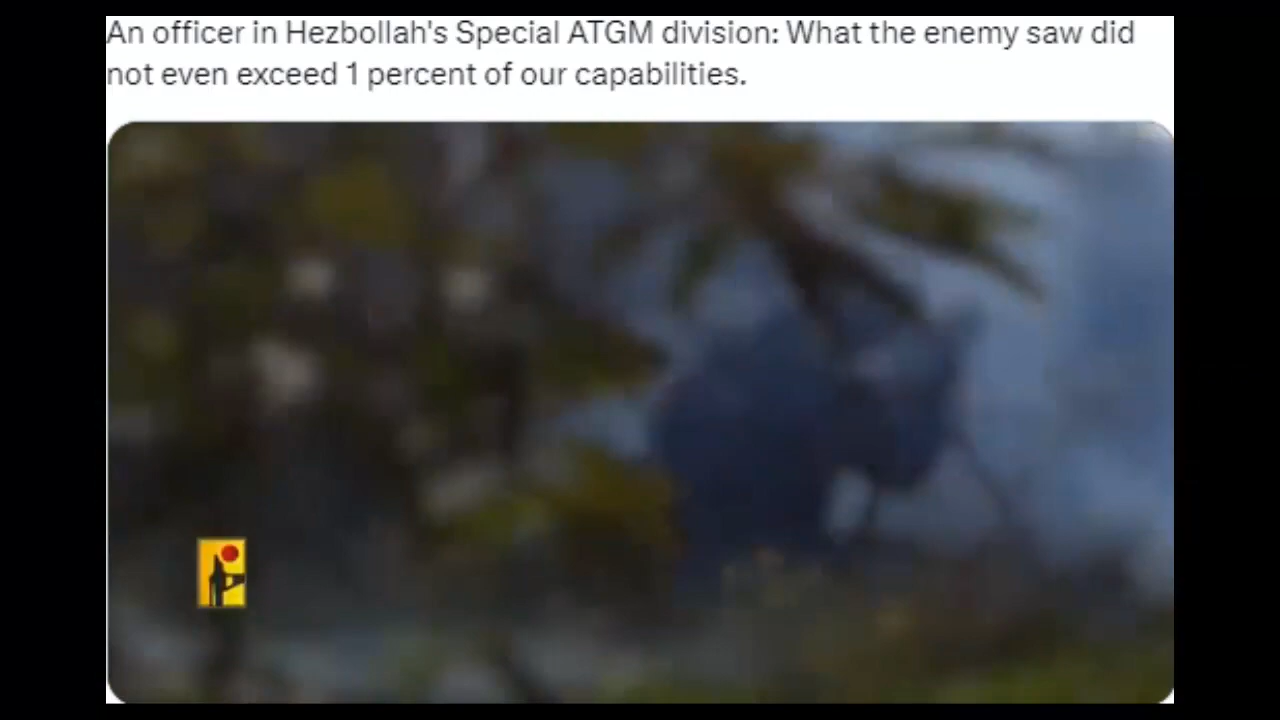 An officer in Hezbollah's Special ATGM division: What the enemy saw did
not even exceed 1 percent of our capabilities.